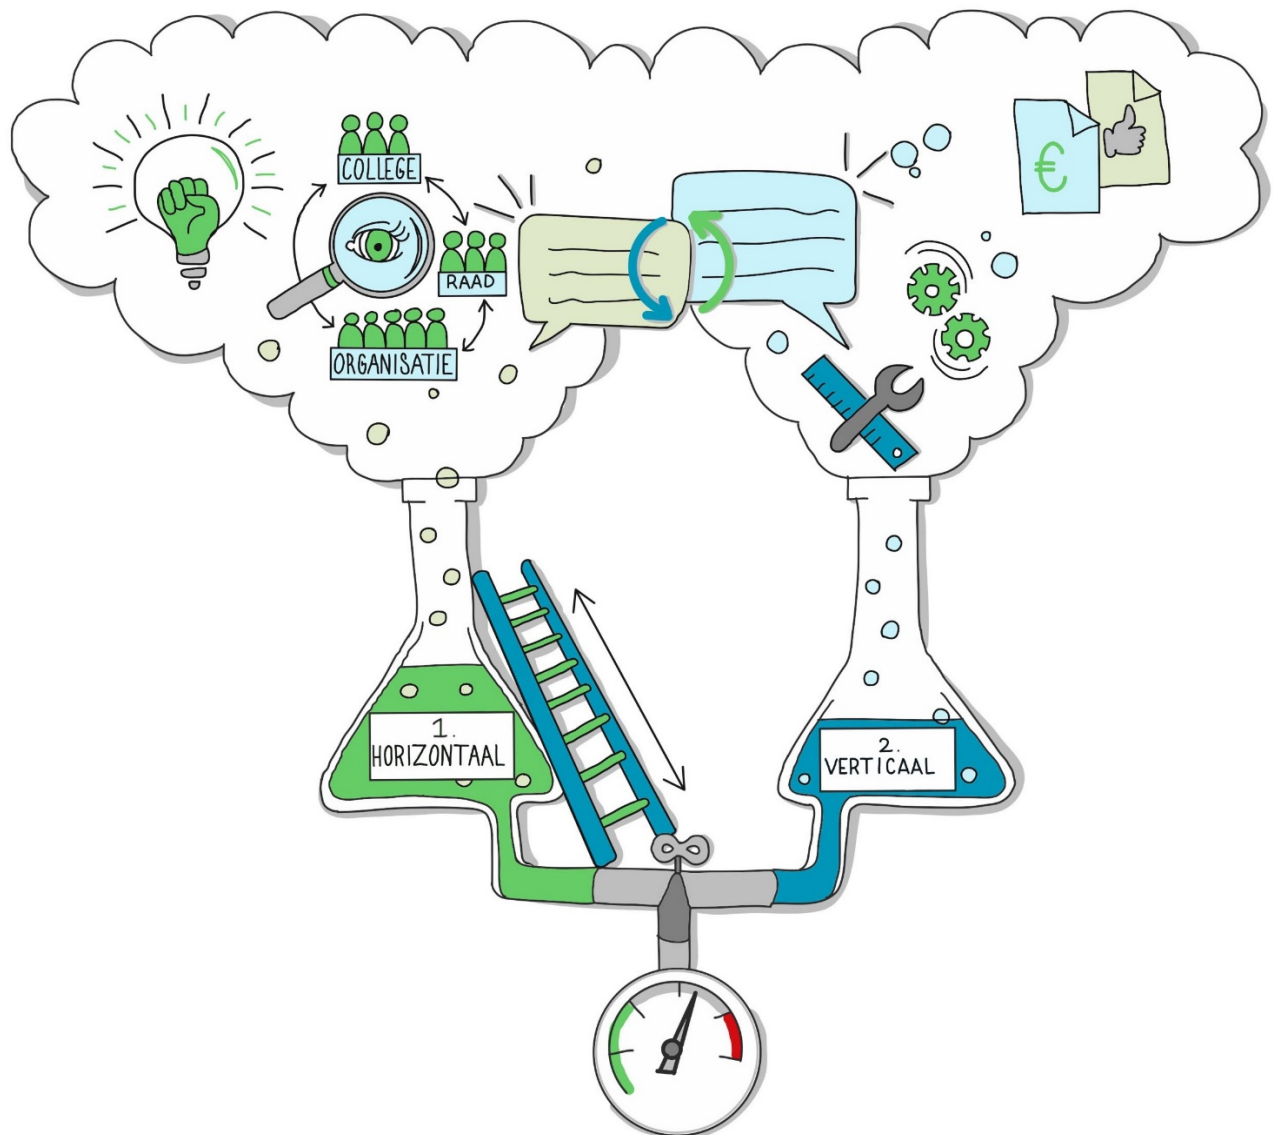 COLLEGE
RAAD
ORGANISATIE
€
1.
HORIZONTAAL
2.
VERTICAAL